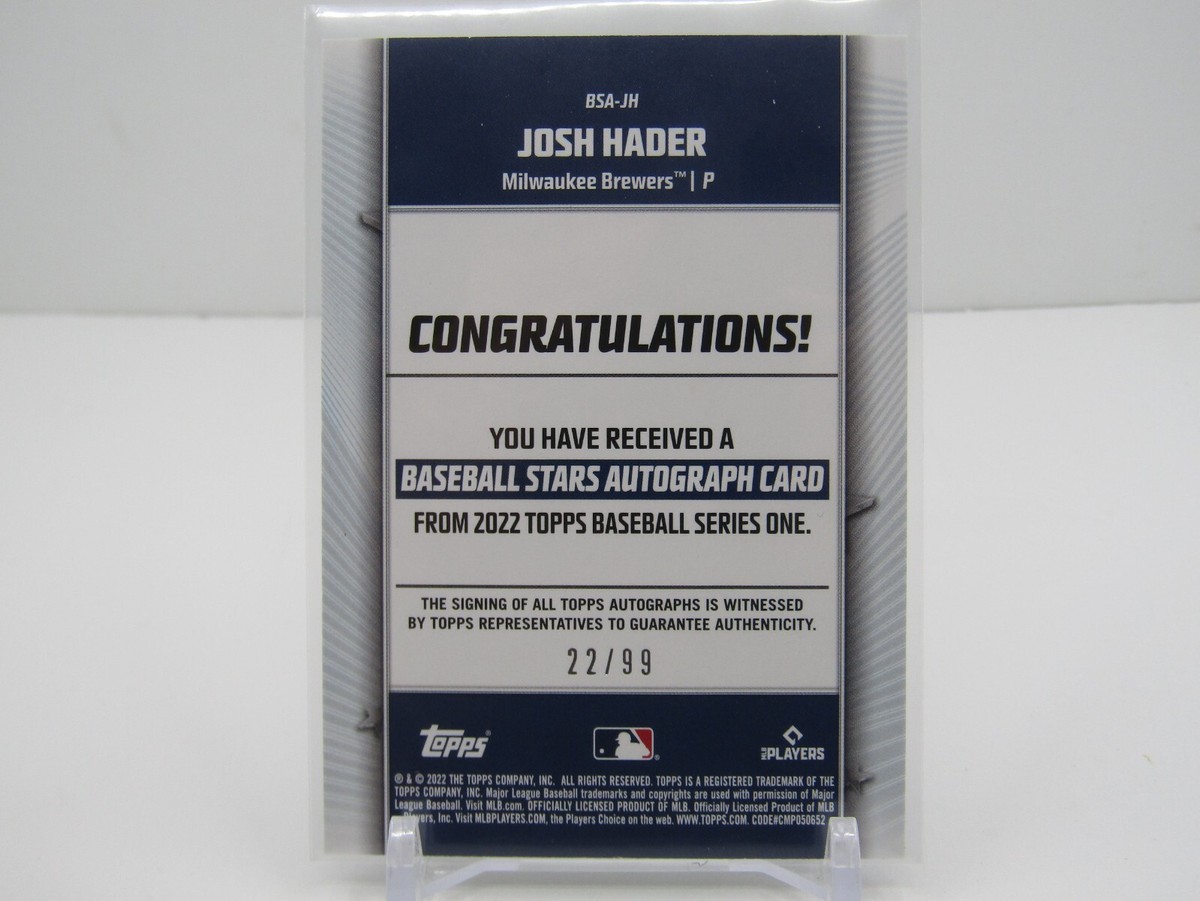 BSA-JH
JOSH HADER
Milwaukee Brewers™ | P
CONGRATULATIONS!
YOU HAVE RECEIVED A
BASEBALL STARS AUTOGRAPH CARD
FROM 2022 TOPPS BASEBALL SERIES ONE.
THE SIGNING OF ALL TOPPS AUTOGRAPHS IS WITNESSED
BY TOPPS REPRESENTATIVES TO GUARANTEE AUTHENTICITY.
22/99
Topps®
MLB PLAYERS
® & © 2022 THE TOPPS COMPANY, INC. ALL RIGHTS RESERVED. TOPPS IS A REGISTERED TRADEMARK OF THE
TOPPS COMPANY, INC. Major League Baseball trademarks and copyrights are used with permission of Major
League Baseball. Visit MLB.com. OFFICIALLY LICENSED PRODUCT OF MLB. Officially Licensed Product of MLB
Players, Inc. Visit MLBPLAYERS.COM, the Players Choice on the web. WWW.TOPPS.COM. CODE#CMP050652